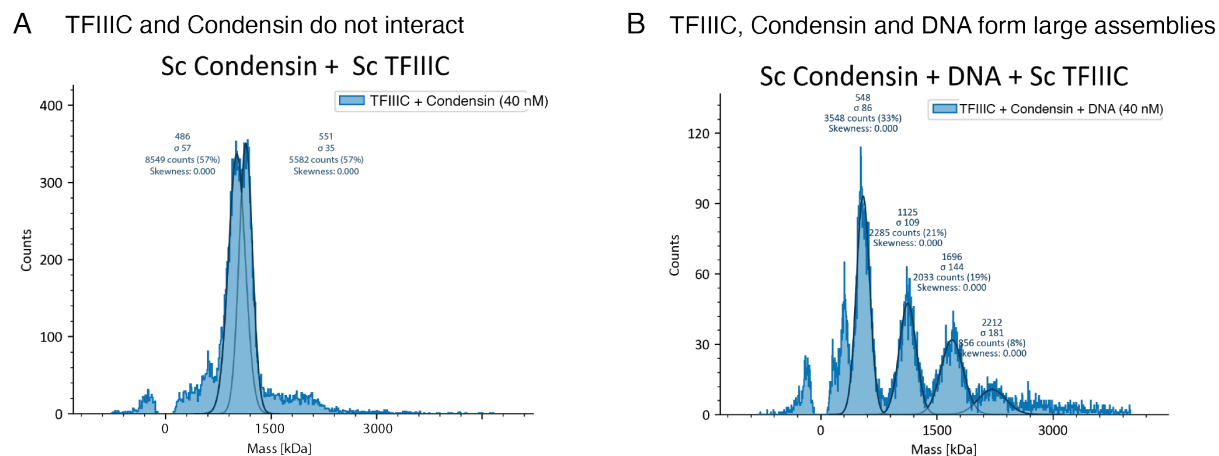 A TFIIIC and Condensin do not interact
Sc Condensin + Sc TFIIIC
TFIIIC + Condensin (40 nM)
486
σ 57
8549 counts (57%)
Skewness: 0.000
551
σ 35
5582 counts (57%)
Skewness: 0.000
Counts
400
300
200
100
0
0 1500 3000
Mass [kDa]
B TFIIIC, Condensin and DNA form large assemblies
Sc Condensin + DNA + Sc TFIIIC
TFIIIC + Condensin + DNA (40 nM)
548
σ 86
3548 counts (33%)
Skewness: 0.000
1125
σ 109
2285 counts (21%)
Skewness: 0.000
1696
σ 144
2033 counts (19%)
Skewness: 0.000
2212
σ 181
856 counts (8%)
Skewness: 0.000
Counts
120
90
60
30
0
0 1500 3000
Mass [kDa]